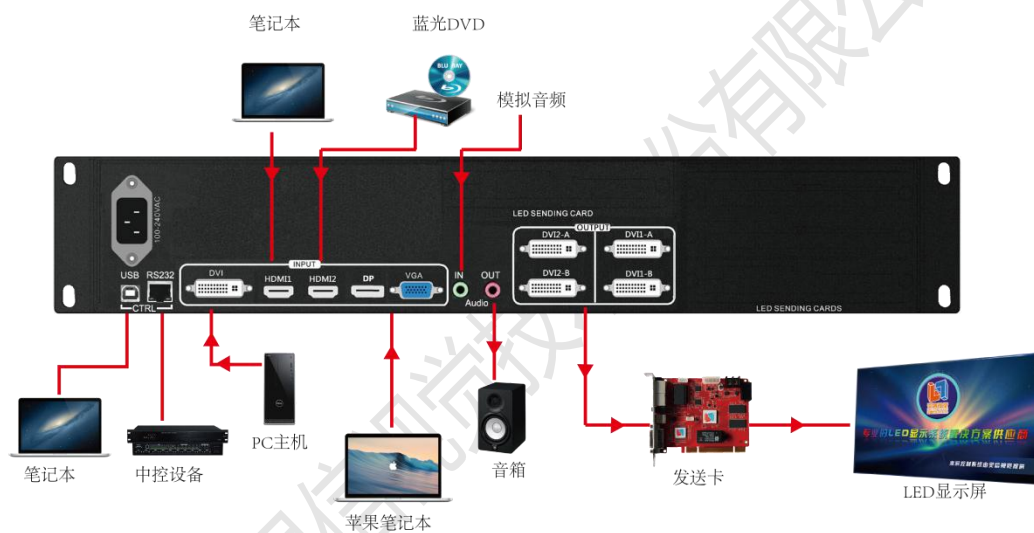 笔记本
蓝光DVD
BLU RAY
模拟音频
100-240VAC
LED SENDING CARD
OUTPUT
DVI2-A
DVI1-A
USB
RS232
INPUT
DVI
HDMI1
HDMI2
DP
VGA
IN
OUT
DVI2-B
DVI1-B
CTRL
Audio
LED SENDING CARDS
笔记本
中控设备
PC主机
苹果笔记本
音箱
发送卡
LED显示屏